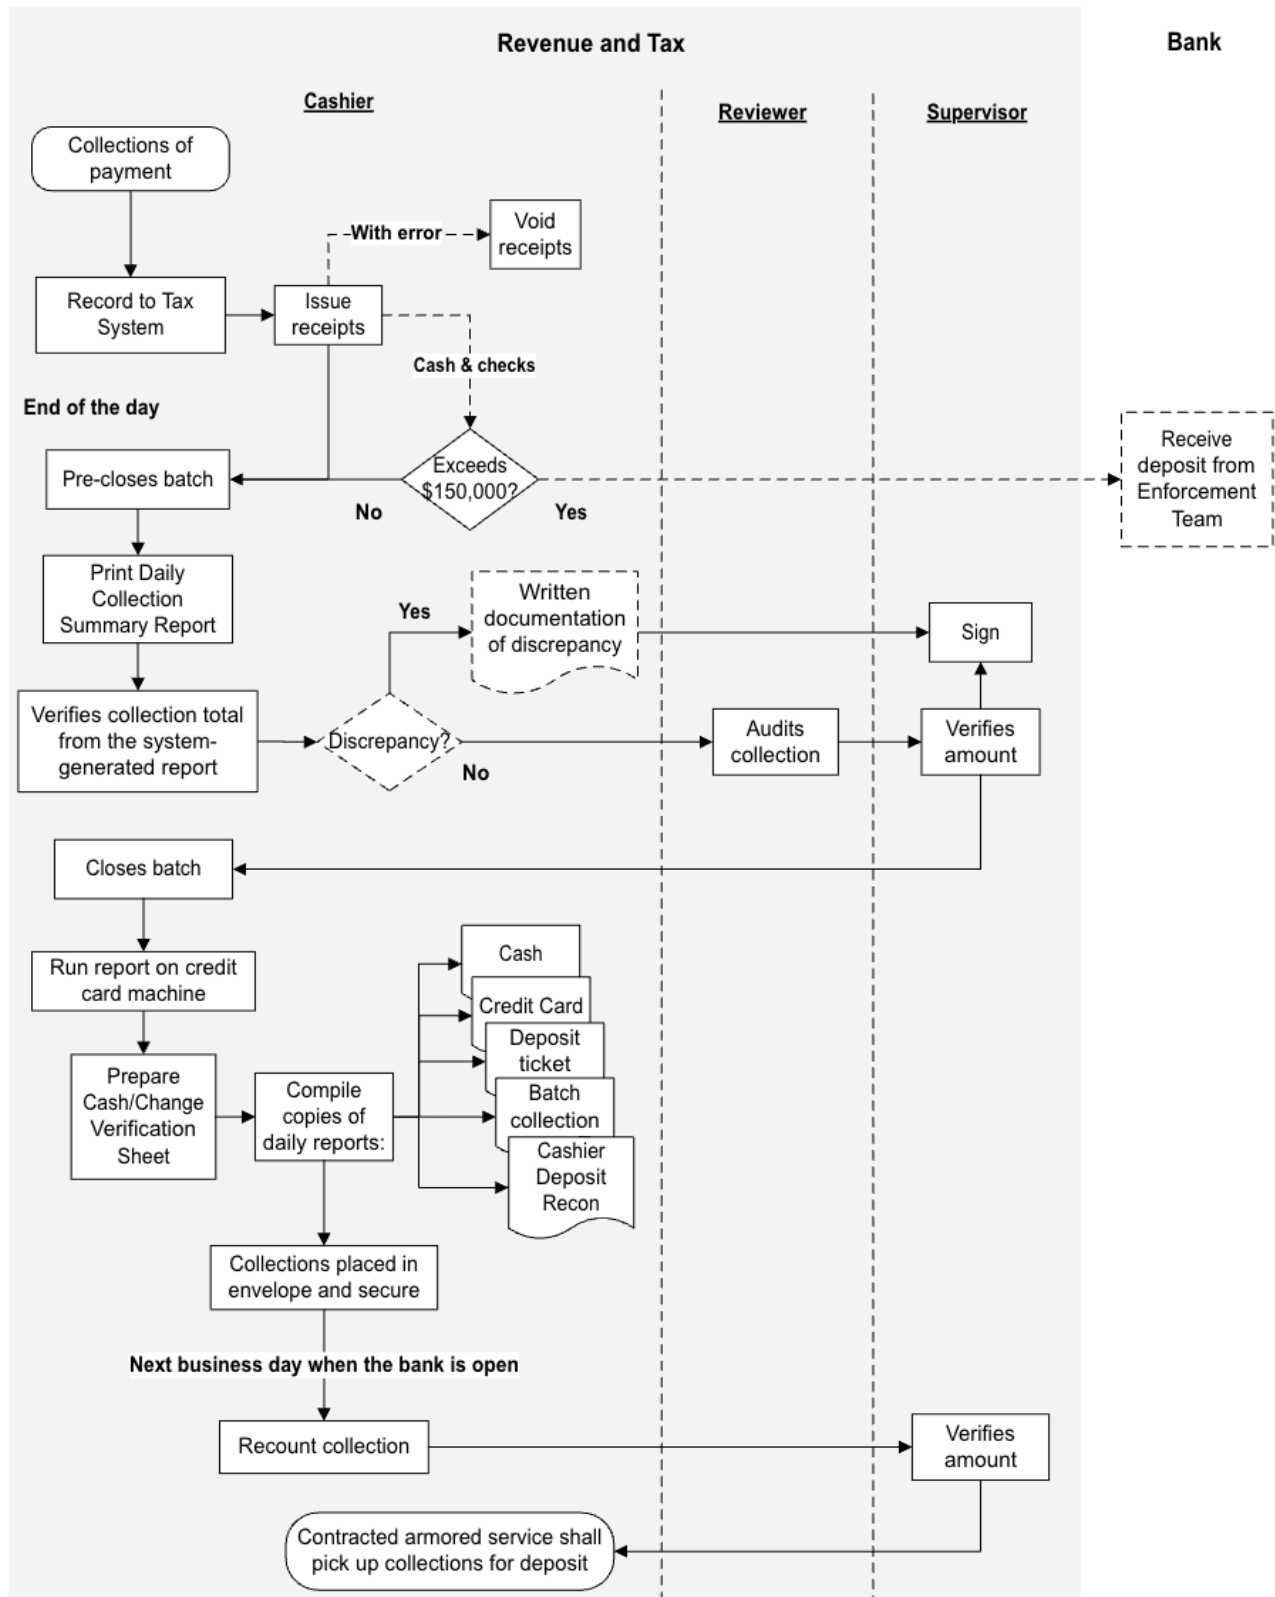 Revenue and Tax
Bank
Cashier
Reviewer
Supervisor
Collections of
payment
With error
Void
receipts
Record to Tax
System
Issue
receipts
Cash & checks
End of the day
Pre-closes batch
Exceeds
$150,000?
No
Yes
Receive
deposit from
Enforcement
Team
Print Daily
Collection
Summary Report
Yes
Written
documentation
of discrepancy
Sign
Verifies collection total
from the system-
generated report
Discrepancy?
No
Audits
collection
Verifies
amount
Closes batch
Run report on credit
card machine
Prepare
Cash/Change
Verification
Sheet
Compile
copies of
daily reports:
Cash
Credit Card
Deposit
ticket
Batch
collection
Cashier
Deposit
Recon
Collections placed in
envelope and secure
Next business day when the bank is open
Recount collection
Verifies
amount
Contracted armored service shall
pick up collections for deposit